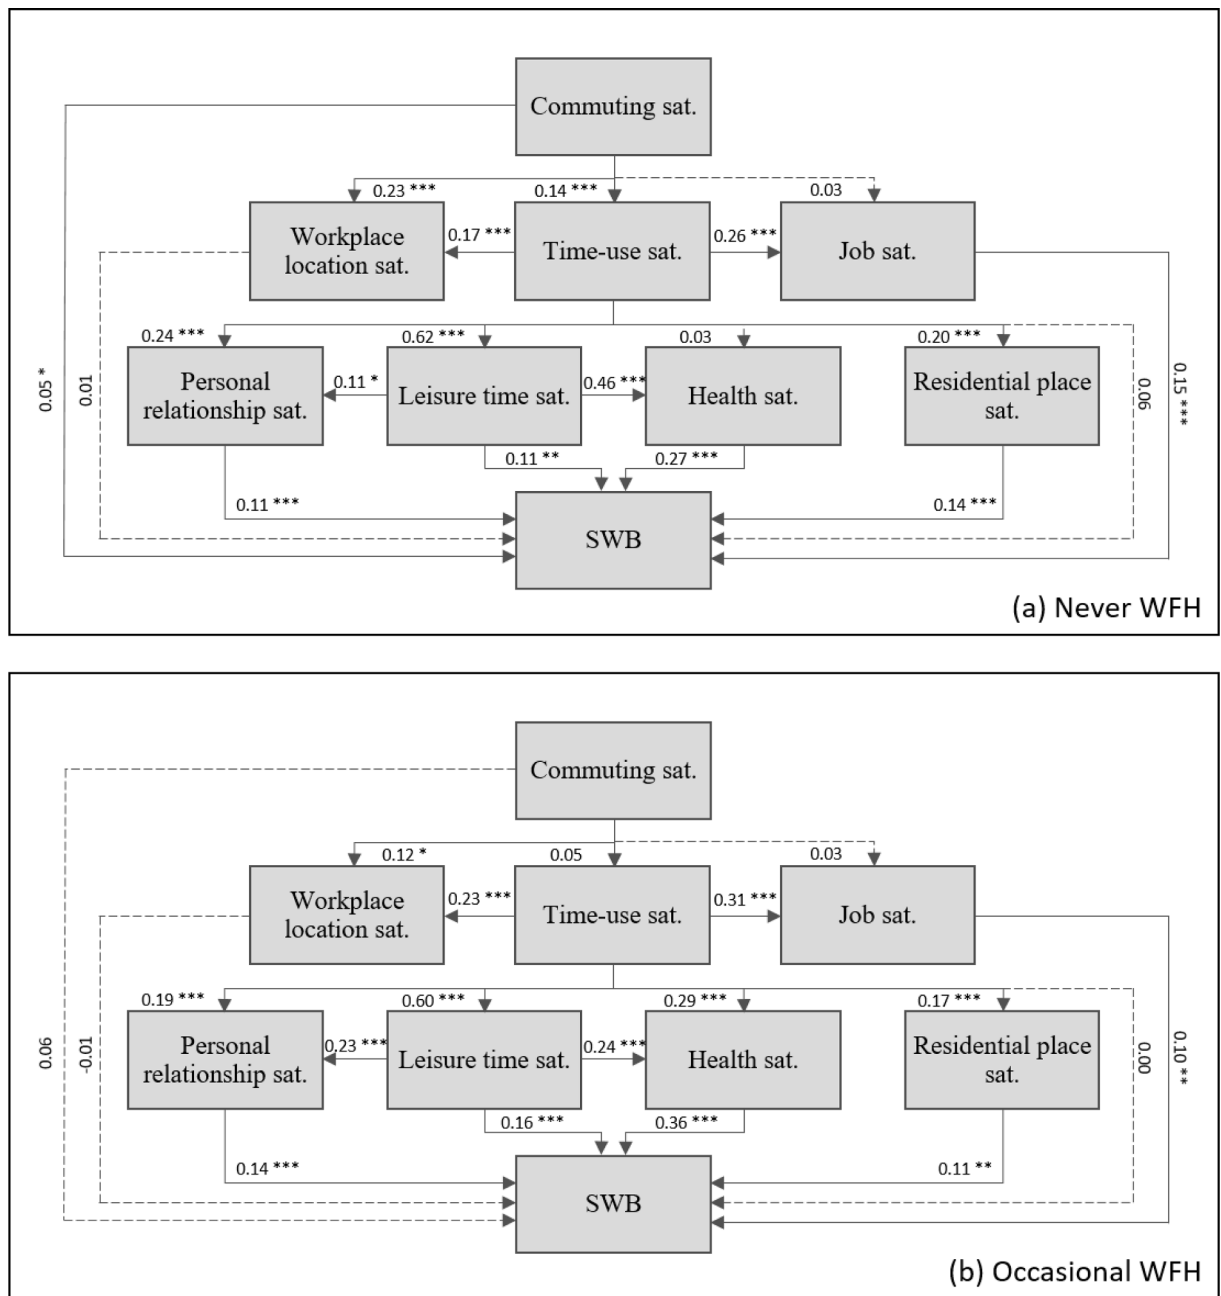 Commuting sat.
0.23 ***
0.14 ***
0.03
Workplace
location sat.
0.17 ***
Time-use sat.
0.26 ***
Job sat.
0.24 ***
0.62 ***
0.03
0.20 ***
0.05 *
0.01
Personal
relationship sat.
0.11 *
Leisure time sat.
0.46 ***
Health sat.
Residential place
sat.
0.06
0.15 ***
0.11 **
0.27 ***
0.11 ***
0.14 ***
SWB
(a) Never WFH
Commuting sat.
0.12 *
0.05
0.03
Workplace
location sat.
0.23 ***
Time-use sat.
0.31 ***
Job sat.
0.19 ***
0.60 ***
0.29 ***
0.17 ***
0.06
-0.01
Personal
relationship sat.
0.23 ***
Leisure time sat.
0.24 ***
Health sat.
Residential place
sat.
0.00
0.10 **
0.16 ***
0.36 ***
0.14 ***
0.11 **
SWB
(b) Occasional WFH